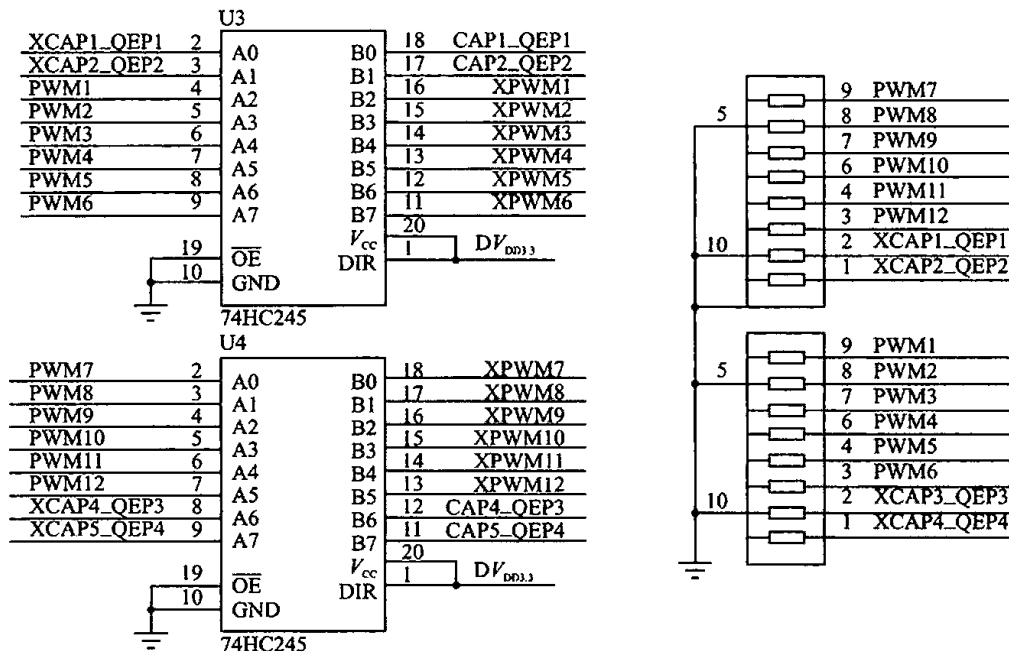 U3
XCAP1_QEP1 2 A0 B0 18 CAP1_QEP1
XCAP2_QEP2 3 A1 B1 17 CAP2_QEP2
PWM1 4 A2 B2 16 XPWM1
PWM2 5 A3 B3 15 XPWM2
PWM3 6 A4 B4 14 XPWM3
PWM4 7 A5 B5 13 XPWM4
PWM5 8 A6 B6 12 XPWM5
PWM6 9 A7 B7 11 XPWM6
Vcc 20
19 OE DIR 1 DVDD3.3
10 GND
74HC245
U4
PWM7 2 A0 B0 18 XPWM7
PWM8 3 A1 B1 17 XPWM8
PWM9 4 A2 B2 16 XPWM9
PWM10 5 A3 B3 15 XPWM10
PWM11 6 A4 B4 14 XPWM11
PWM12 7 A5 B5 13 XPWM12
XCAP4_QEP3 8 A6 B6 12 CAP4_QEP3
XCAP5_QEP4 9 A7 B7 11 CAP5_QEP4
Vcc 20
19 OE DIR 1 DVDD3.3
10 GND
74HC245
9 PWM7
5 8 PWM8
7 PWM9
6 PWM10
4 PWM11
3 PWM12
10 2 XCAP1_QEP1
1 XCAP2_QEP2
9 PWM1
5 8 PWM2
7 PWM3
6 PWM4
4 PWM5
3 PWM6
10 2 XCAP3_QEP3
1 XCAP4_QEP4